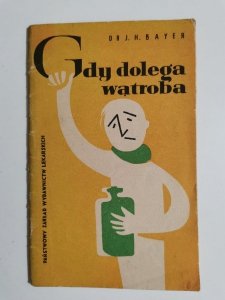 DR J. H. BAYER
Gdy dolega
wątroba
PAŃSTWOWY ZAKŁAD WYDAWNICTW LEKARSKICH